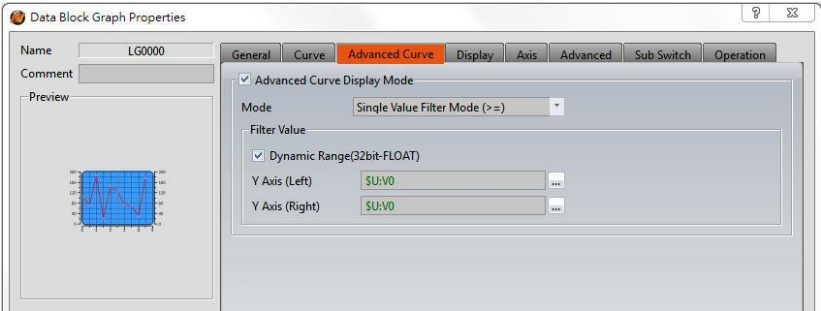 Data Block Graph Properties
Name LG0000
Comment
Preview
General Curve Advanced Curve Display Axis Advanced Sub Switch Operation
Advanced Curve Display Mode
Mode Single Value Filter Mode (>=)
Filter Value
Dynamic Range(32bit-FLOAT)
Y Axis (Left) $U:V0 ...
Y Axis (Right) $U:V0 ...